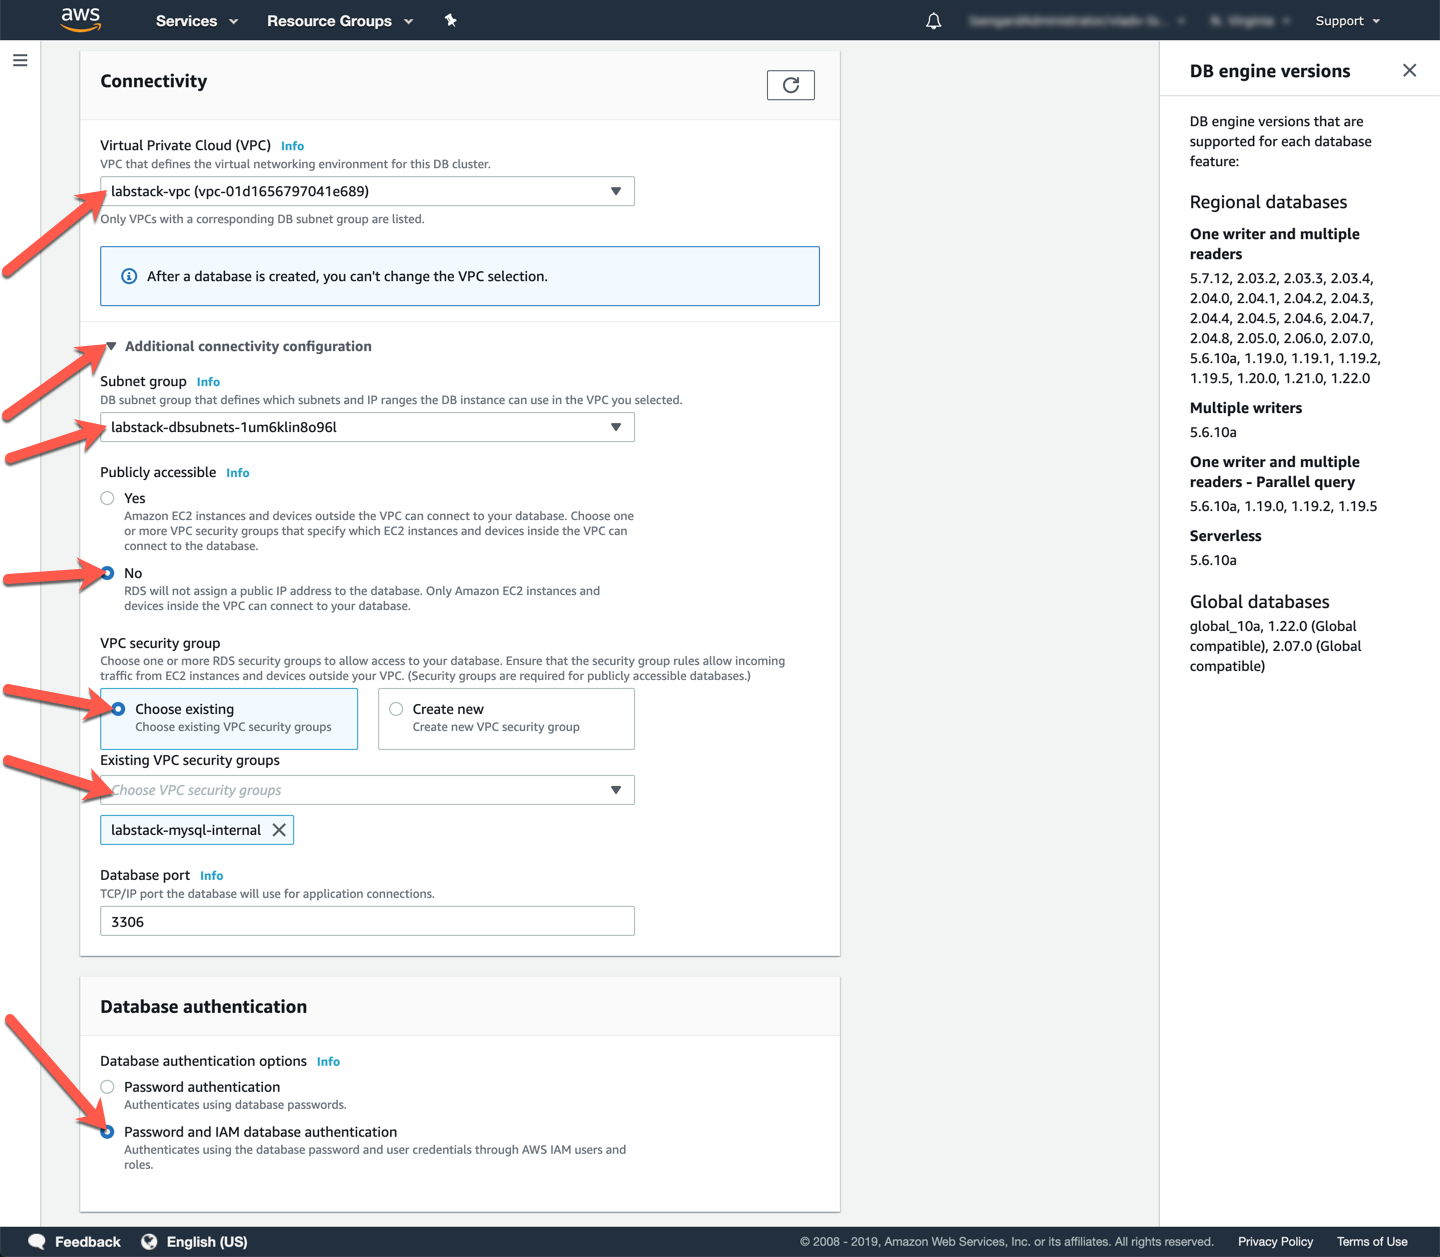 aws Services Resource Groups Support
Connectivity
Virtual Private Cloud (VPC) Info
VPC that defines the virtual networking environment for this DB cluster.
labstack-vpc (vpc-01d1656797041e689)
Only VPCs with a corresponding DB subnet group are listed.
After a database is created, you can't change the VPC selection.
Additional connectivity configuration
Subnet group Info
DB subnet group that defines which subnets and IP ranges the DB instance can use in the VPC you selected.
labstack-dbsubnets-1um6klin8o96l
Publicly accessible Info
Yes
Amazon EC2 instances and devices outside the VPC can connect to your database. Choose one
or more VPC security groups that specify which EC2 instances and devices inside the VPC can
connect to the database.
No
RDS will not assign a public IP address to the database. Only Amazon EC2 instances and
devices inside the VPC can connect to your database.
VPC security group
Choose one or more RDS security groups to allow access to your database. Ensure that the security group rules allow incoming
traffic from EC2 instances and devices outside your VPC. (Security groups are required for publicly accessible databases.)
Choose existing
Choose existing VPC security groups
Create new
Create new VPC security group
Existing VPC security groups
Choose VPC security groups
labstack-mysql-internal
Database port Info
TCP/IP port the database will use for application connections.
3306
Database authentication
Database authentication options Info
Password authentication
Authenticates using database passwords.
Password and IAM database authentication
Authenticates using the database password and user credentials through AWS IAM users and
roles.
DB engine versions
DB engine versions that are
supported for each database
feature:
Regional databases
One writer and multiple
readers
5.7.12, 2.03.2, 2.03.3, 2.03.4,
2.04.0, 2.04.1, 2.04.2, 2.04.3,
2.04.4, 2.04.5, 2.04.6, 2.04.7,
2.04.8, 2.05.0, 2.06.0, 2.07.0,
5.6.10a, 1.19.0, 1.19.1, 1.19.2,
1.19.5, 1.20.0, 1.21.0, 1.22.0
Multiple writers
5.6.10a
One writer and multiple
readers - Parallel query
5.6.10a, 1.19.0, 1.19.2, 1.19.5
Serverless
5.6.10a
Global databases
global_10a, 1.22.0 (Global
compatible), 2.07.0 (Global
compatible)
Feedback English (US) © 2008 - 2019, Amazon Web Services, Inc. or its affiliates. All rights reserved. Privacy Policy Terms of Use